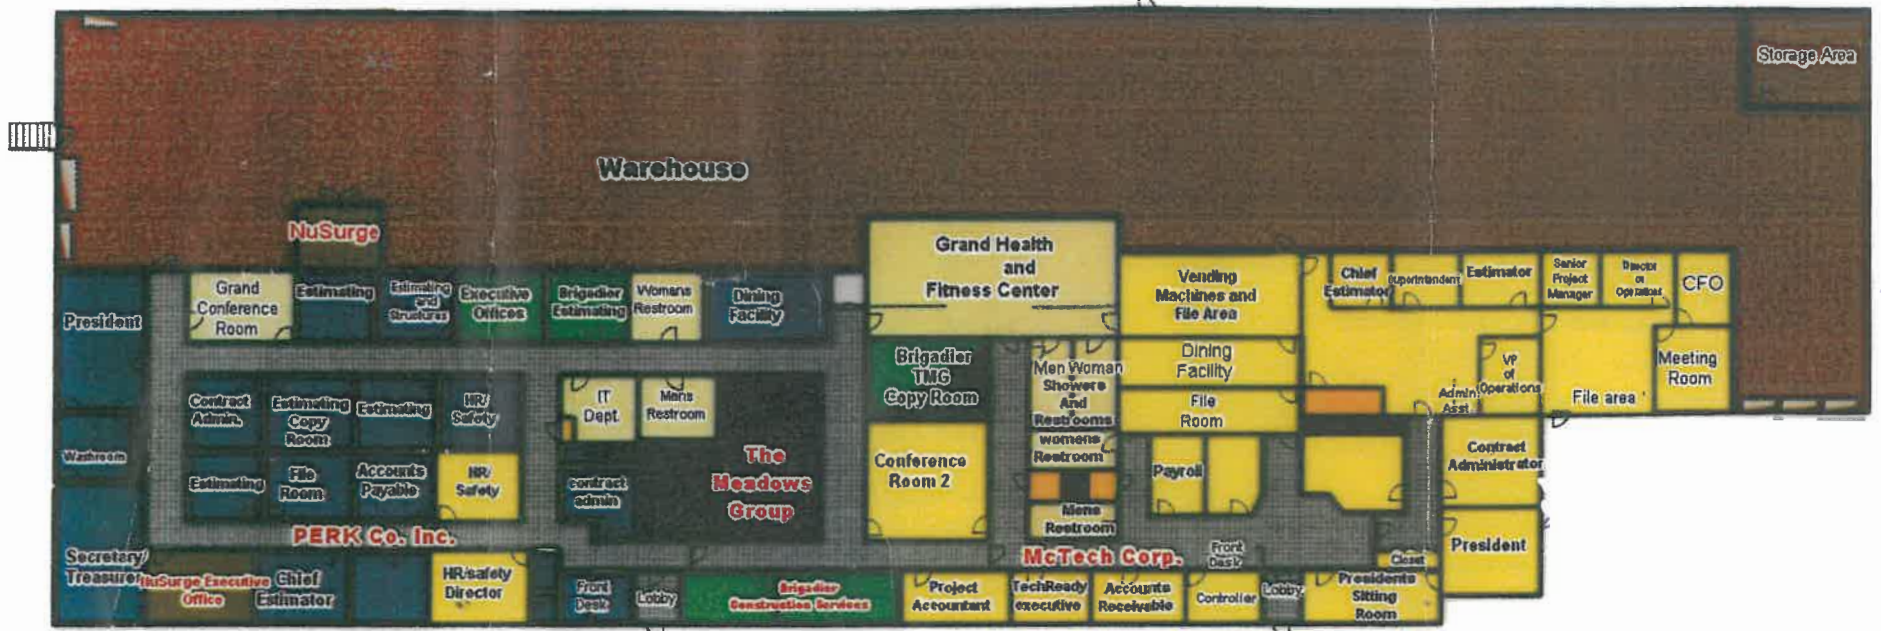 Storage Area
Warehouse
NuSurge
Grand
Conference
Room
Estimating
Estimating
and
Structures
Executive
Offices
Brigadier
Estimating
Womans
Restroom
Dining
Facility
President
Grand Health
and
Fitness Center
Vending
Machines and
File Area
Chief
Estimator
Superintendent
Estimator
Senior
Project
Manager
Director
of
Operations
CFO
Contract
Admin.
Estimating
Copy
Room
Estimating
HR/
Safety
IT
Dept.
Mens
Restroom
Brigadier
TMG
Copy Room
Men Woman
Showers
And
Restrooms
Dining
Facility
File
Room
Admin.
Asst.
VP
of
Operations
File area
Meeting
Room
Washroom
Estimating
File
Room
Accounts
Payable
HR/
Safety
contract
admin
The
Meadows
Group
Conference
Room 2
womens
Restroom
Mens
Restroom
Payroll
Contract
Administrator
PERK Co. Inc.
McTech Corp.
Front
Desk
Closet
President
Secretary/
Treasurer
NuSurge Executive
Office
Chief
Estimator
HR/safety
Director
Front
Desk
Lobby
Brigadier
Construction Services
Project
Accountant
TechReady
executive
Accounts
Receivable
Controller
Lobby
Presidents
Sitting
Room